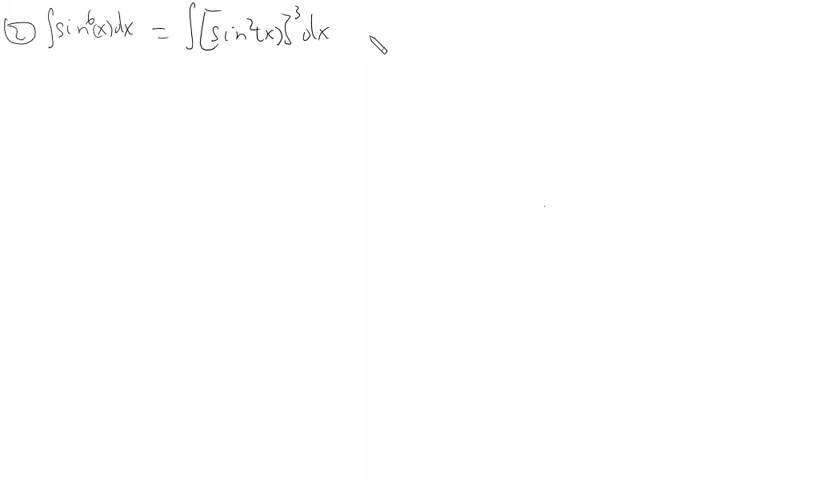 ② ∫sin⁶(x)dx = ∫[sin²(x)]³dx